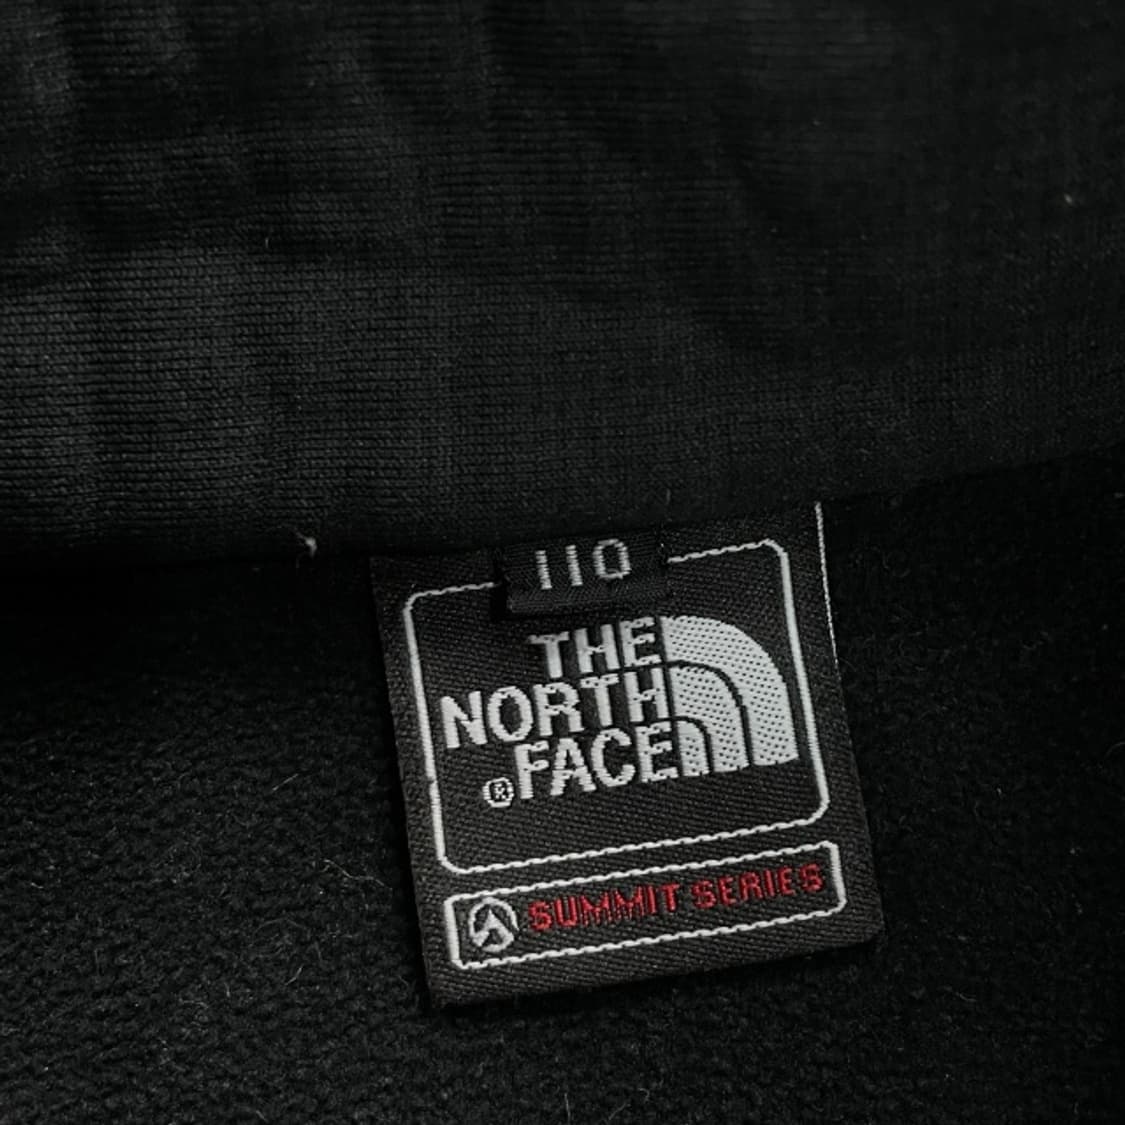 110
THE
NORTH
FACE
®
SUMMIT SERIES